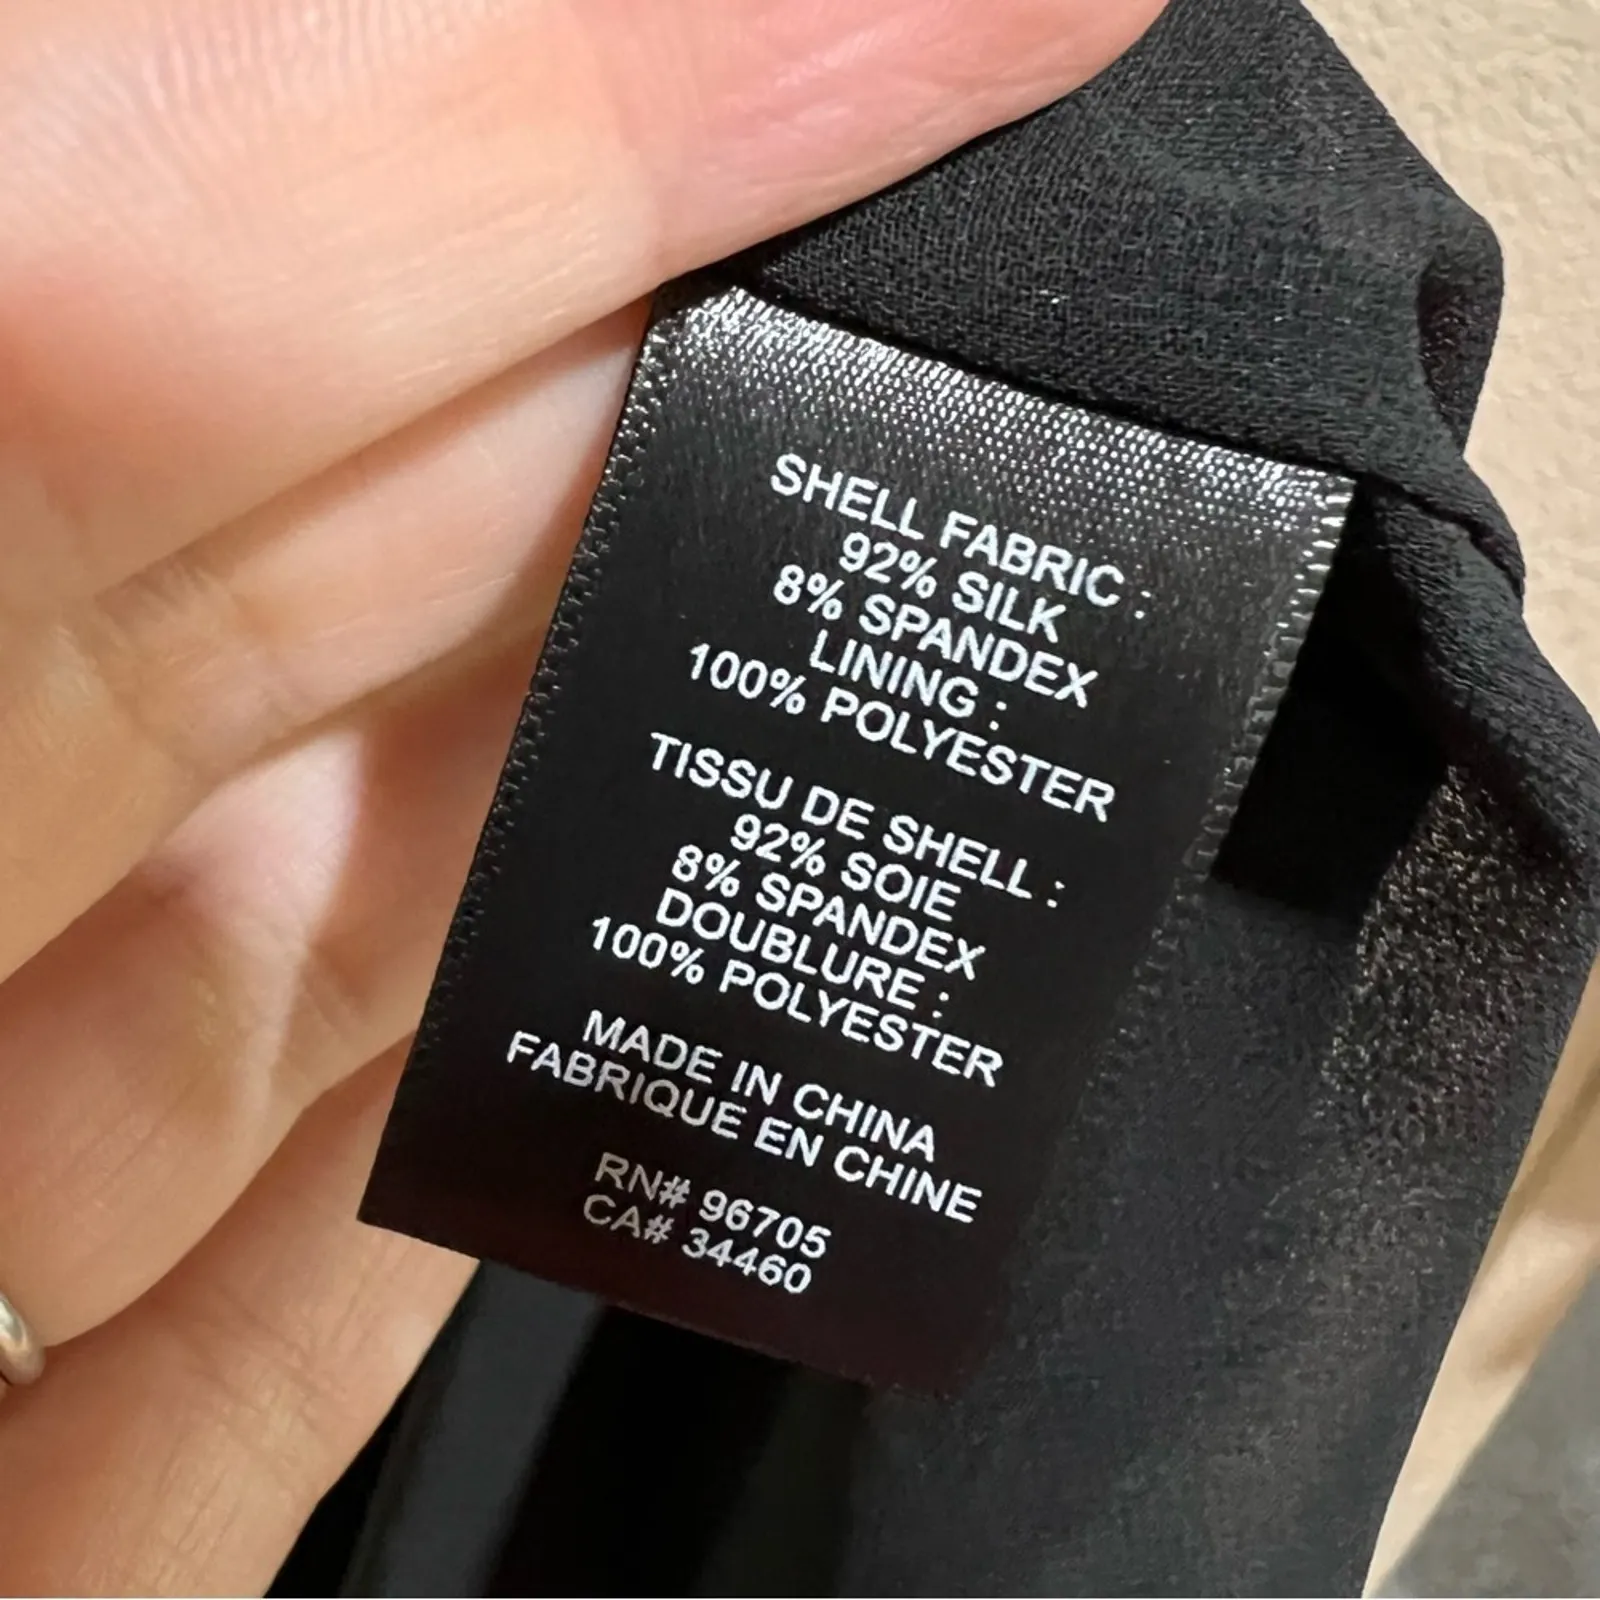 SHELL FABRIC :
92% SILK
8% SPANDEX
LINING :
100% POLYESTER
TISSU DE SHELL :
92% SOIE
8% SPANDEX
DOUBLURE :
100% POLYESTER
MADE IN CHINA
FABRIQUE EN CHINE
RN# 96705
CA# 34460